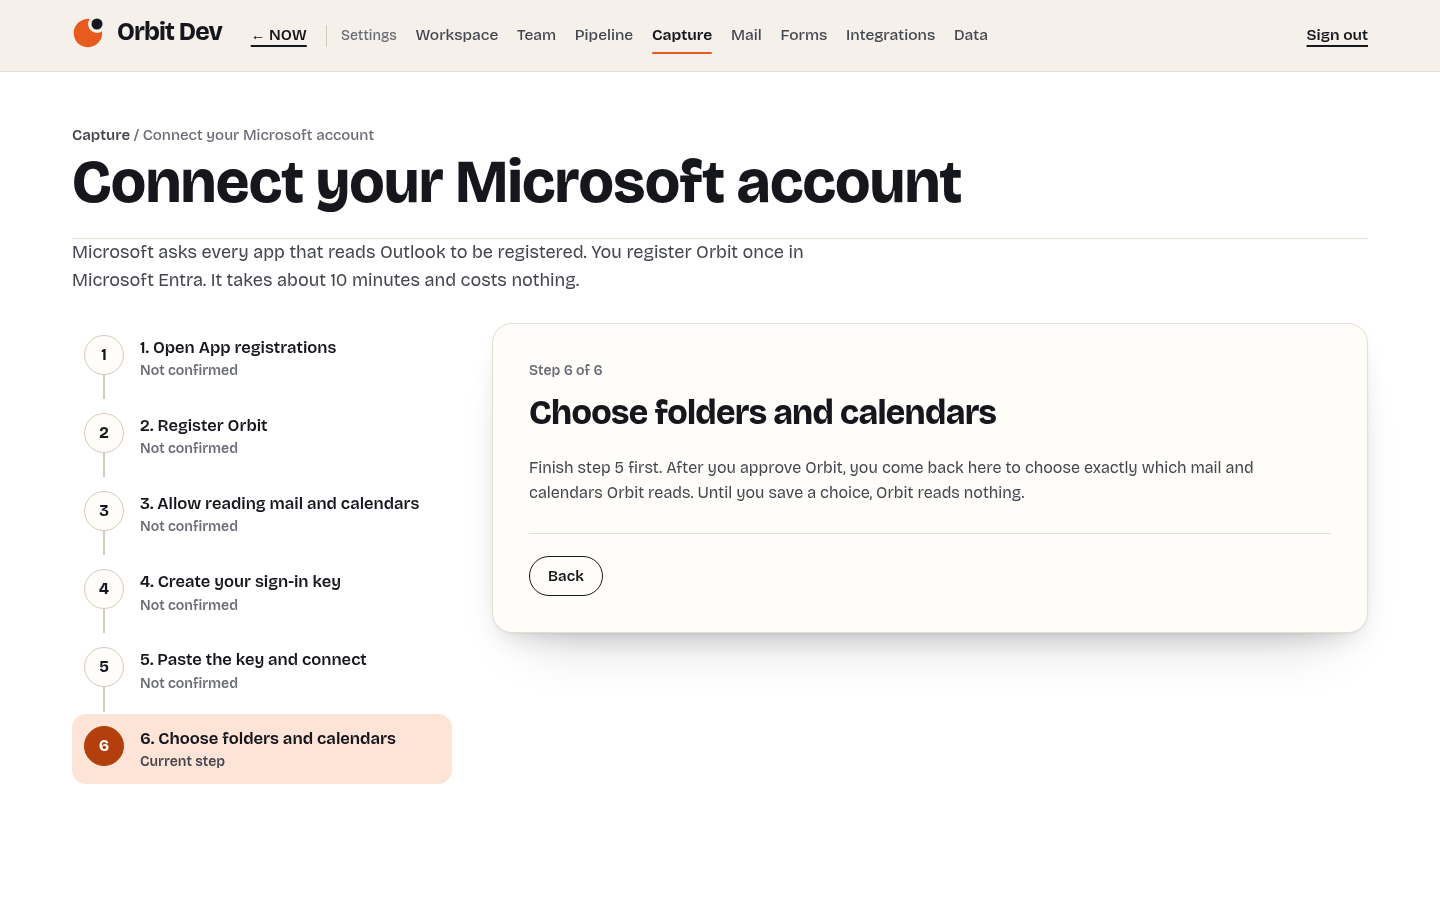 Orbit Dev
← NOW
Settings
Workspace
Team
Pipeline
Capture
Mail
Forms
Integrations
Data
Sign out
Capture / Connect your Microsoft account
Connect your Microsoft account
Microsoft asks every app that reads Outlook to be registered. You register Orbit once in
Microsoft Entra. It takes about 10 minutes and costs nothing.
1
1. Open App registrations
Not confirmed
2
2. Register Orbit
Not confirmed
3
3. Allow reading mail and calendars
Not confirmed
4
4. Create your sign-in key
Not confirmed
5
5. Paste the key and connect
Not confirmed
6
6. Choose folders and calendars
Current step
Step 6 of 6
Choose folders and calendars
Finish step 5 first. After you approve Orbit, you come back here to choose exactly which mail and
calendars Orbit reads. Until you save a choice, Orbit reads nothing.
Back